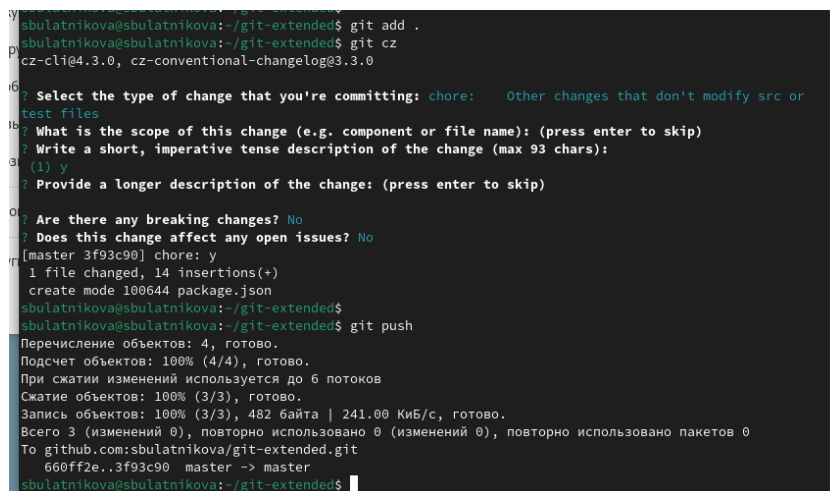 sbulatnikova@sbulatnikova:~/git-extended$ git add .
sbulatnikova@sbulatnikova:~/git-extended$ git cz
cz-cli@4.3.0, cz-conventional-changelog@3.3.0
? Select the type of change that you're committing: chore:    Other changes that don't modify src or
test files
? What is the scope of this change (e.g. component or file name): (press enter to skip)
? Write a short, imperative tense description of the change (max 93 chars):
 (1) y
? Provide a longer description of the change: (press enter to skip)
? Are there any breaking changes? No
? Does this change affect any open issues? No
[master 3f93c90] chore: y
 1 file changed, 14 insertions(+)
 create mode 100644 package.json
sbulatnikova@sbulatnikova:~/git-extended$
sbulatnikova@sbulatnikova:~/git-extended$ git push
Перечисление объектов: 4, готово.
Подсчет объектов: 100% (4/4), готово.
При сжатии изменений используется до 6 потоков
Сжатие объектов: 100% (3/3), готово.
Запись объектов: 100% (3/3), 482 байта | 241.00 КиБ/с, готово.
Всего 3 (изменений 0), повторно использовано 0 (изменений 0), повторно использовано пакетов 0
To github.com:sbulatnikova/git-extended.git
   660ff2e..3f93c90  master -> master
sbulatnikova@sbulatnikova:~/git-extended$